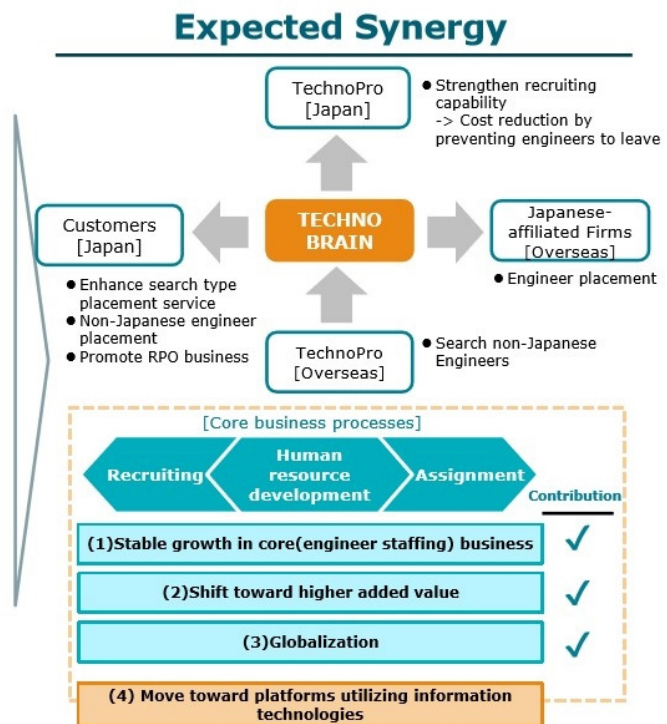 Expected Synergy
TechnoPro
[Japan]
● Strengthen recruiting
capability
-> Cost reduction by
preventing engineers to leave
Customers
[Japan]
TECHNO
BRAIN
Japanese-
affiliated Firms
[Overseas]
● Enhance search type
placement service
● Non-Japanese engineer
placement
● Promote RPO business
● Engineer placement
TechnoPro
[Overseas]
● Search non-Japanese
Engineers
[Core business processes]
Recruiting
Human
resource
development
Assignment
Contribution
(1)Stable growth in core(engineer staffing) business
✓
(2)Shift toward higher added value
✓
(3)Globalization
✓
(4) Move toward platforms utilizing information
technologies